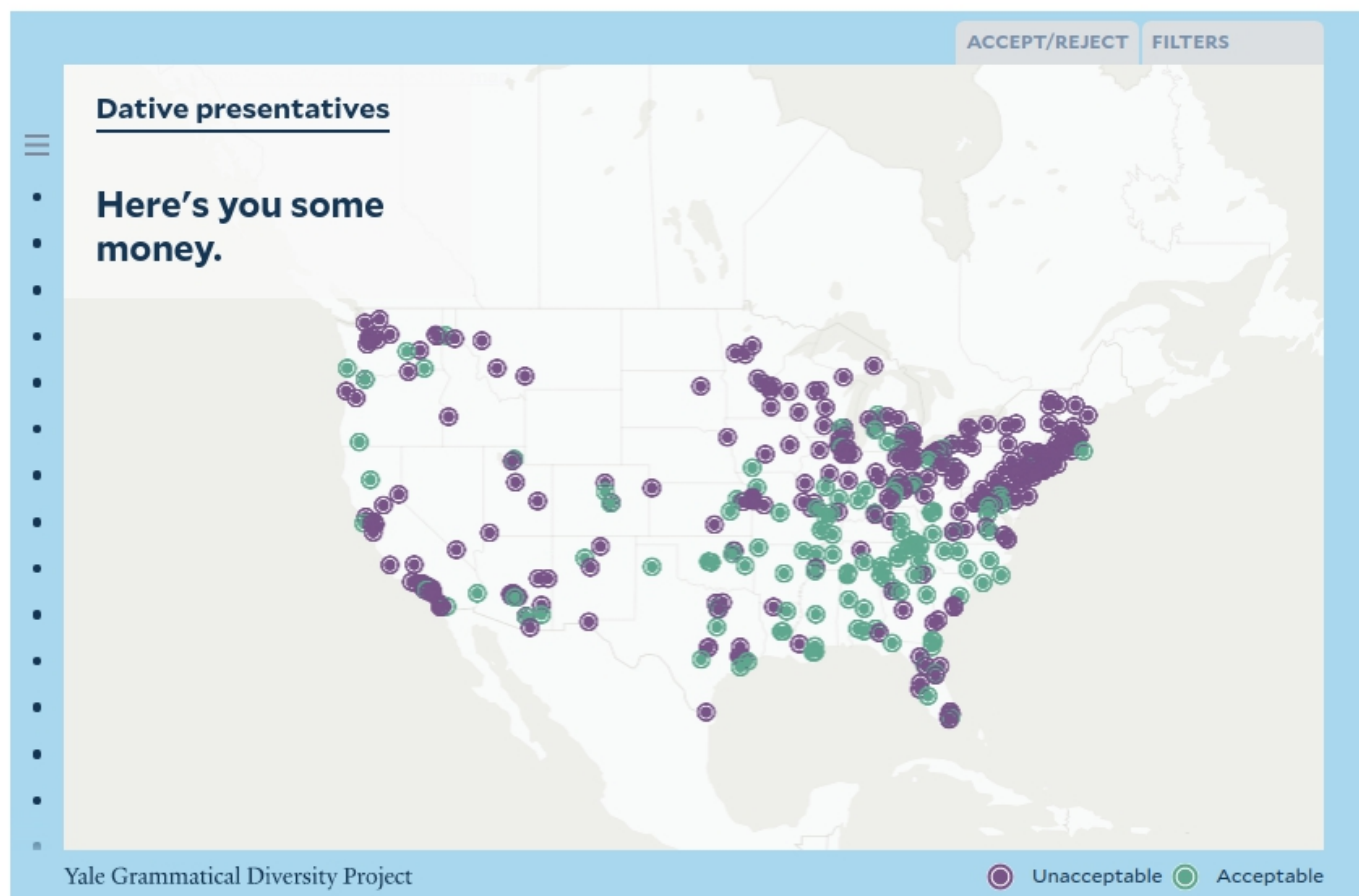 ACCEPT/REJECT FILTERS
Dative presentatives
Here's you some
money.
Yale Grammatical Diversity Project
Unacceptable Acceptable